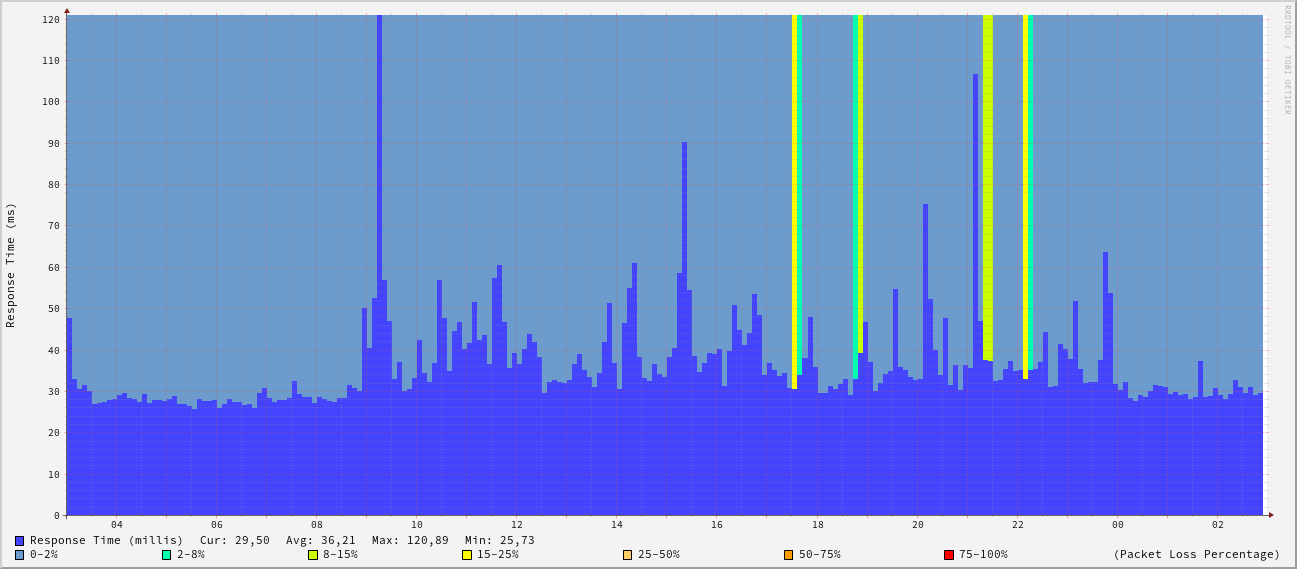 RRDTOOL / TOBI OETIKER
Response Time (ms)
120
110
100
90
80
70
60
50
40
30
20
10
0
04 06 08 10 12 14 16 18 20 22 00 02
Response Time (millis) Cur: 29,50 Avg: 36,21 Max: 120,89 Min: 25,73
0-2% 2-8% 8-15% 15-25% 25-50% 50-75% 75-100% (Packet Loss Percentage)